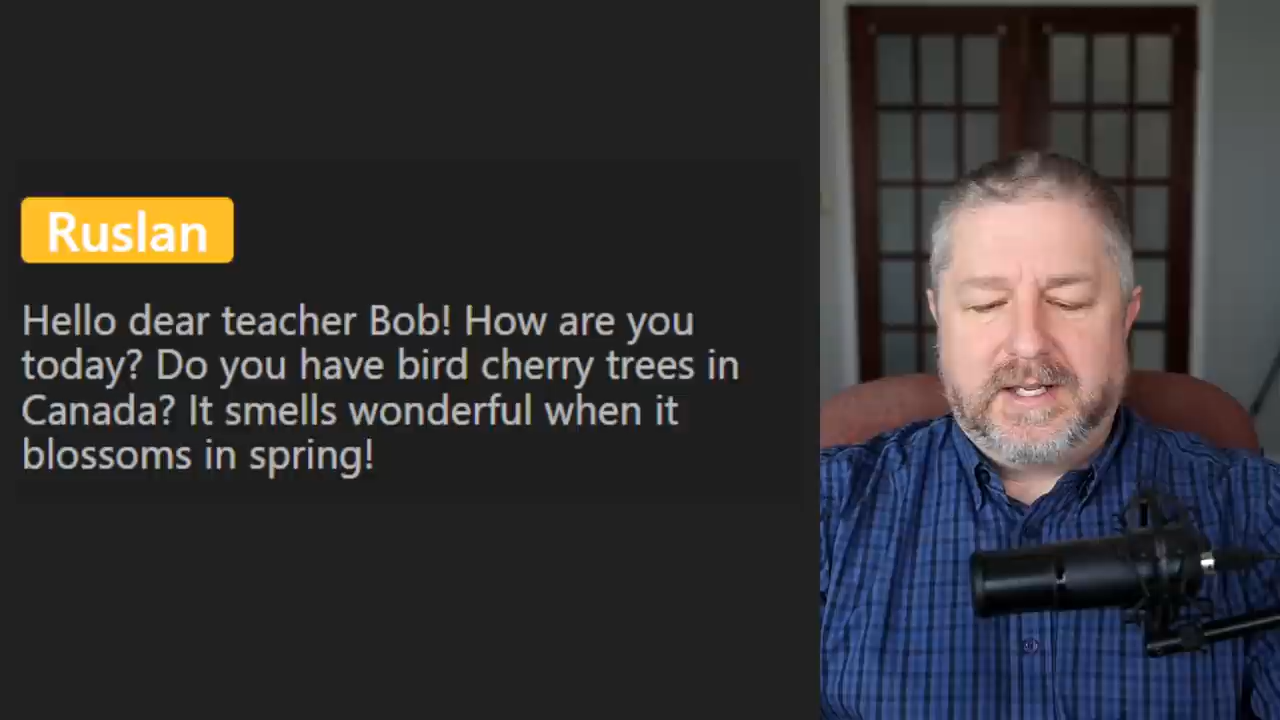 Ruslan
Hello dear teacher Bob! How are you
today? Do you have bird cherry trees in
Canada? It smells wonderful when it
blossoms in spring!